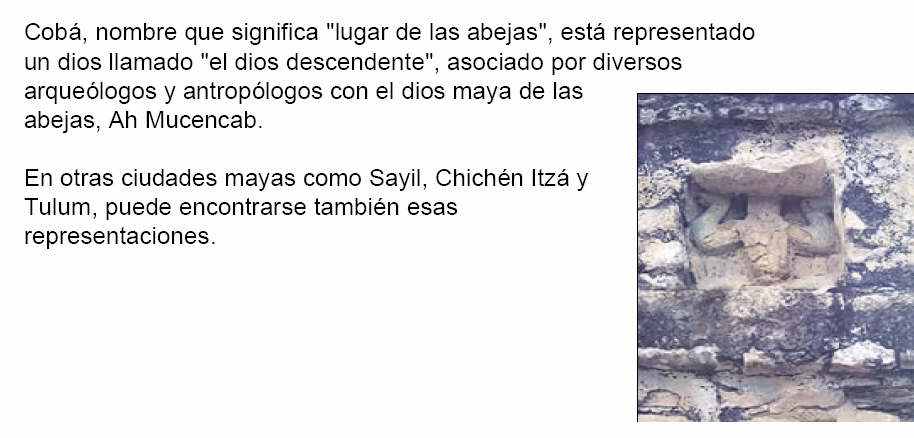 Cobá, nombre que significa "lugar de las abejas", está representado
un dios llamado "el dios descendente", asociado por diversos
arqueólogos y antropólogos con el dios maya de las
abejas, Ah Mucencab.
En otras ciudades mayas como Sayil, Chichén Itzá y
Tulum, puede encontrarse también esas
representaciones.